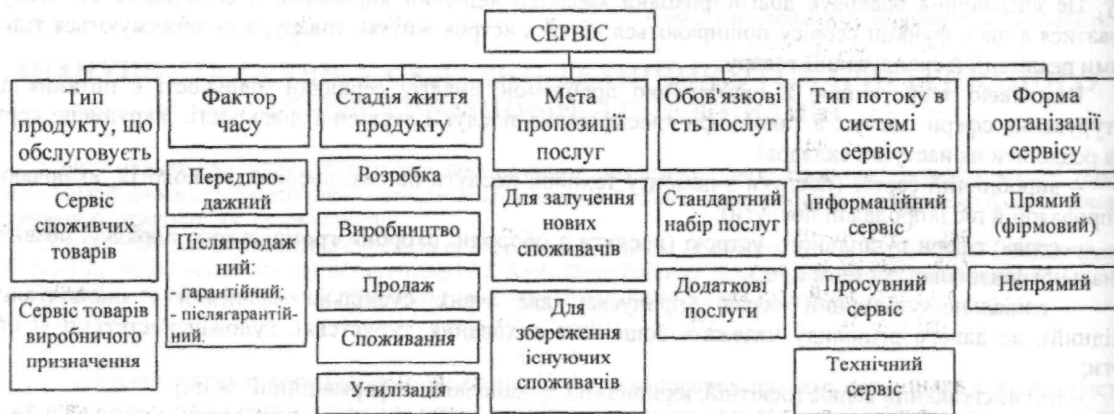 СЕРВІС
Тип
продукту, що
обслуговуєть
Сервіс
споживчих
товарів
Сервіс товарів
виробничого
призначення
Фактор
часу
Передпро-
дажний
Післяпродаж
ний:
- гарантійний;
- післягарантій-
ний.
Стадія життя
продукту
Розробка
Виробництво
Продаж
Споживання
Утилізація
Мета
пропозиції
послуг
Для залучення
нових
споживачів
Для
збереження
існуючих
споживачів
Обов'язкові
сть послуг
Стандартний
набір послуг
Додаткові
послуги
Тип потоку в
системі
сервісу
Інформаційний
сервіс
Просувний
сервіс
Технічний
сервіс
Форма
організації
сервісу
Прямий
(фірмовий)
Непрямий